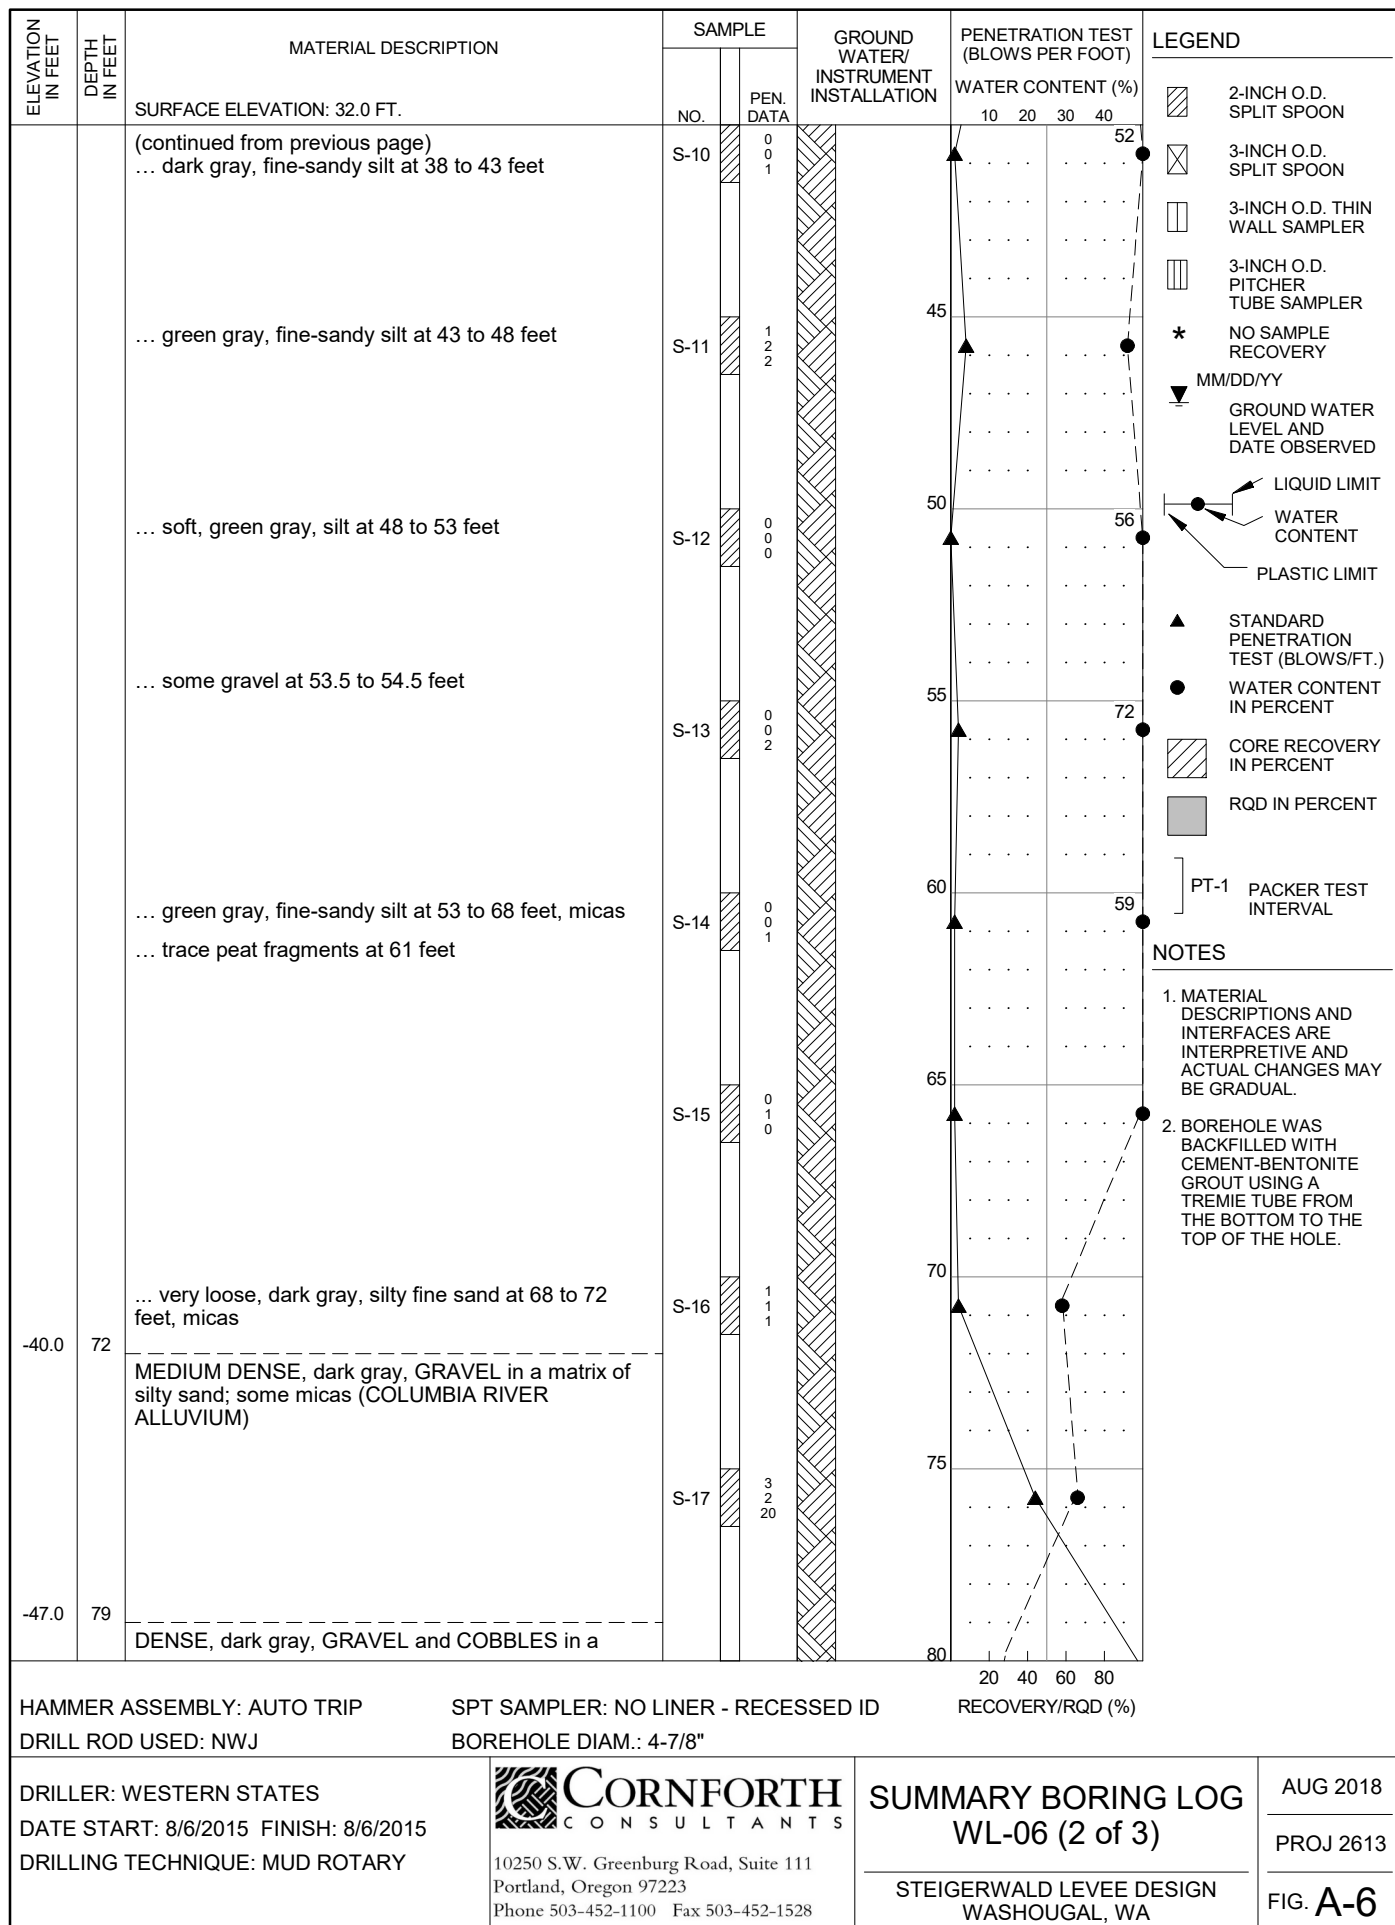 ELEVATION
IN FEET
DEPTH
IN FEET
MATERIAL DESCRIPTION
SURFACE ELEVATION: 32.0 FT.
SAMPLE
NO.
PEN.
DATA
GROUND
WATER/
INSTRUMENT
INSTALLATION
PENETRATION TEST
(BLOWS PER FOOT)
WATER CONTENT (%)
10 20 30 40
(continued from previous page)
… dark gray, fine-sandy silt at 38 to 43 feet
S-10
0
0
1
52
45
… green gray, fine-sandy silt at 43 to 48 feet
S-11
1
2
2
50
… soft, green gray, silt at 48 to 53 feet
S-12
0
0
0
56
… some gravel at 53.5 to 54.5 feet
55
S-13
0
0
2
72
60
… green gray, fine-sandy silt at 53 to 68 feet, micas
… trace peat fragments at 61 feet
S-14
0
0
1
59
65
S-15
0
1
0
70
... very loose, dark gray, silty fine sand at 68 to 72
feet, micas
S-16
1
1
1
-40.0 72
MEDIUM DENSE, dark gray, GRAVEL in a matrix of
silty sand; some micas (COLUMBIA RIVER
ALLUVIUM)
75
S-17
3
2
20
-47.0 79
DENSE, dark gray, GRAVEL and COBBLES in a
80
20 40 60 80
RECOVERY/RQD (%)
LEGEND
2-INCH O.D.
SPLIT SPOON
3-INCH O.D.
SPLIT SPOON
3-INCH O.D. THIN
WALL SAMPLER
3-INCH O.D.
PITCHER
TUBE SAMPLER
* NO SAMPLE
RECOVERY
MM/DD/YY
GROUND WATER
LEVEL AND
DATE OBSERVED
LIQUID LIMIT
WATER
CONTENT
PLASTIC LIMIT
STANDARD
PENETRATION
TEST (BLOWS/FT.)
WATER CONTENT
IN PERCENT
CORE RECOVERY
IN PERCENT
RQD IN PERCENT
PT-1 PACKER TEST
INTERVAL
NOTES
1. MATERIAL
DESCRIPTIONS AND
INTERFACES ARE
INTERPRETIVE AND
ACTUAL CHANGES MAY
BE GRADUAL.
2. BOREHOLE WAS
BACKFILLED WITH
CEMENT-BENTONITE
GROUT USING A
TREMIE TUBE FROM
THE BOTTOM TO THE
TOP OF THE HOLE.
HAMMER ASSEMBLY: AUTO TRIP
SPT SAMPLER: NO LINER - RECESSED ID
DRILL ROD USED: NWJ
BOREHOLE DIAM.: 4-7/8"
DRILLER: WESTERN STATES
DATE START: 8/6/2015 FINISH: 8/6/2015
DRILLING TECHNIQUE: MUD ROTARY
CORNFORTH
CONSULTANTS
10250 S.W. Greenburg Road, Suite 111
Portland, Oregon 97223
Phone 503-452-1100 Fax 503-452-1528
SUMMARY BORING LOG
WL-06 (2 of 3)
STEIGERWALD LEVEE DESIGN
WASHOUGAL, WA
AUG 2018
PROJ 2613
FIG. A-6